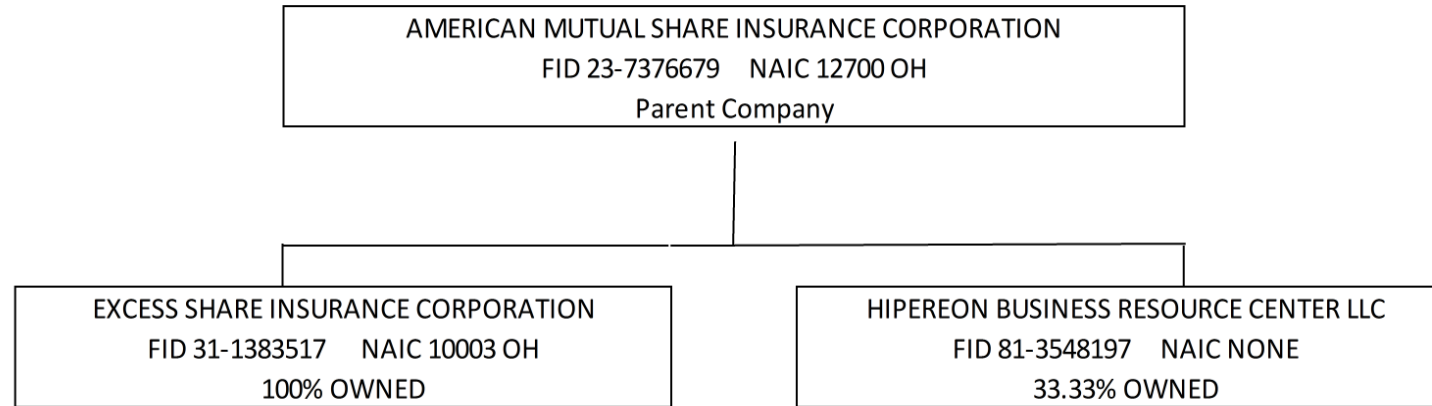 AMERICAN MUTUAL SHARE INSURANCE CORPORATION
FID 23-7376679 NAIC 12700 OH
Parent Company
EXCESS SHARE INSURANCE CORPORATION
FID 31-1383517 NAIC 10003 OH
100% OWNED
HIPEREON BUSINESS RESOURCE CENTER LLC
FID 81-3548197 NAIC NONE
33.33% OWNED